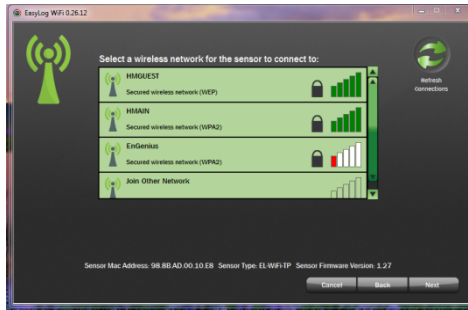 EasyLog WiFi 0.26.12
Select a wireless network for the sensor to connect to:
Refresh
Connections
HMGUEST
Secured wireless network (WEP)
HMAIN
Secured wireless network (WPA2)
EnGenius
Secured wireless network (WPA2)
Join Other Network
Sensor Mac Address: 98.8B.AD.00.10.E8 Sensor Type: EL-WiFi-TP Sensor Firmware Version: 1.27
Cancel Back Next